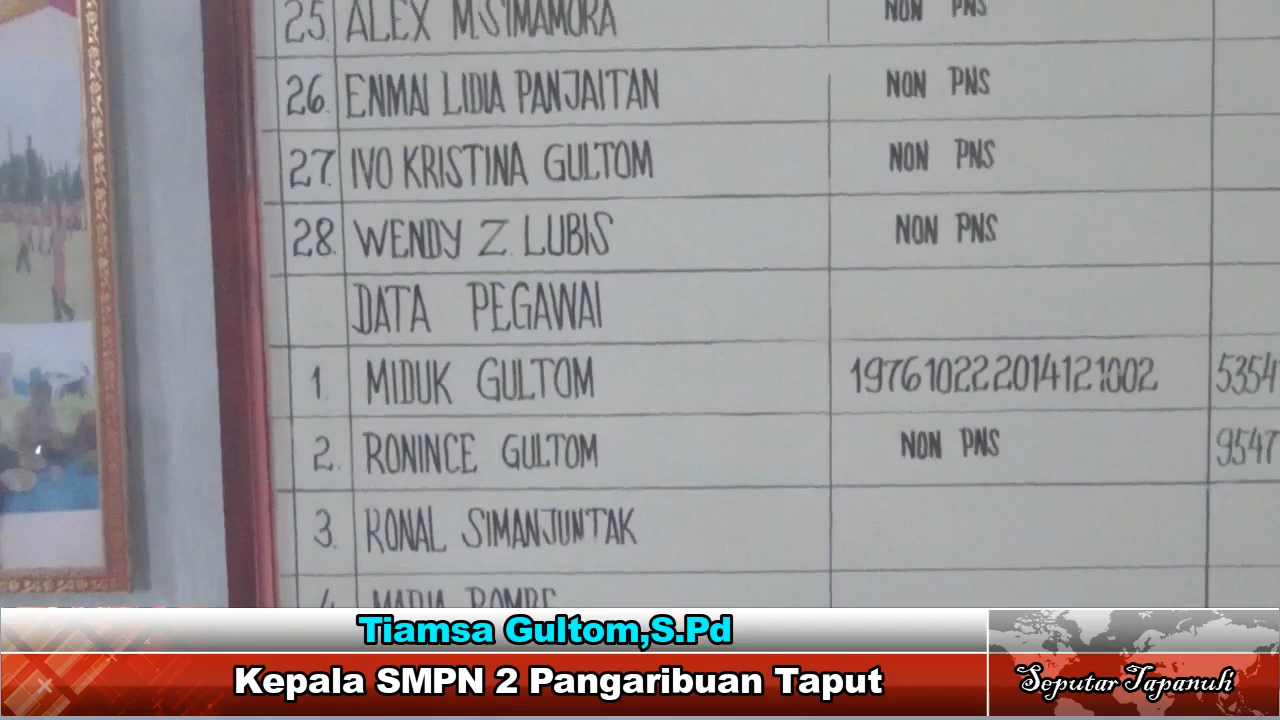 25. ALEX M.SIMAMORA NON PNS
26. ENMAI LIDIA PANJAITAN NON PNS
27. IVO KRISTINA GULTOM NON PNS
28. WENDY Z. LUBIS NON PNS
DATA PEGAWAI
1. MIDUK GULTOM 197610222014121002 5354
2. RONINCE GULTOM NON PNS 9547
3. RONAL SIMANJUNTAK
4. MARIA
Tiamsa Gultom,S.Pd
Kepala SMPN 2 Pangaribuan Taput
Seputar Tapanuli